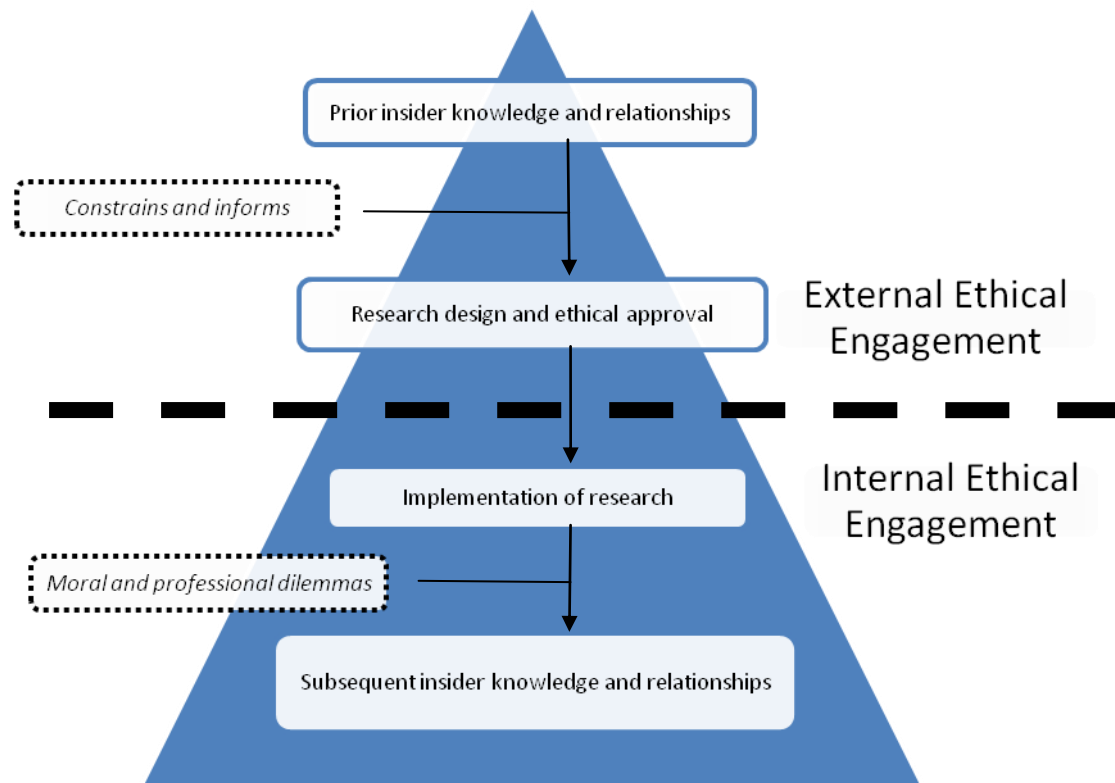 Prior insider knowledge and relationships
Constrains and informs
Research design and ethical approval
External Ethical
Engagement
Implementation of research
Internal Ethical
Engagement
Moral and professional dilemmas
Subsequent insider knowledge and relationships